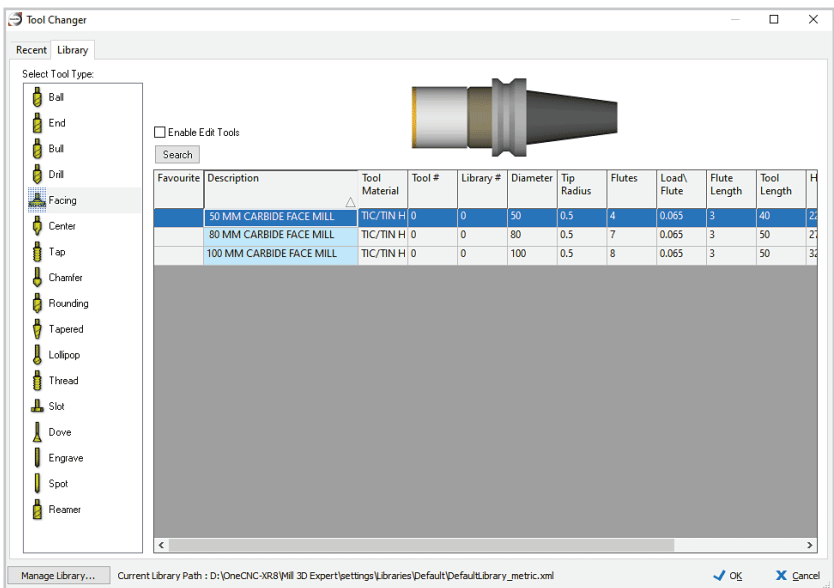 Tool Changer
Recent Library
Select Tool Type:
Ball
End
Bull
Drill
Facing
Center
Tap
Chamfer
Rounding
Tapered
Lollipop
Thread
Slot
Dove
Engrave
Spot
Reamer
Enable Edit Tools
Search
Favourite Description Tool Material Tool # Library # Diameter Tip Radius Flutes Load\ Flute Flute Length Tool Length H
50 MM CARBIDE FACE MILL TIC/TIN H 0 0 50 0.5 4 0.065 3 40 22
80 MM CARBIDE FACE MILL TIC/TIN H 0 0 80 0.5 7 0.065 3 50 27
100 MM CARBIDE FACE MILL TIC/TIN H 0 0 100 0.5 8 0.065 3 50 32
Manage Library... Current Library Path : D:\OneCNC-XR8\Mill 3D Expert\settings\Libraries\Default\DefaultLibrary_metric.xml OK Cancel